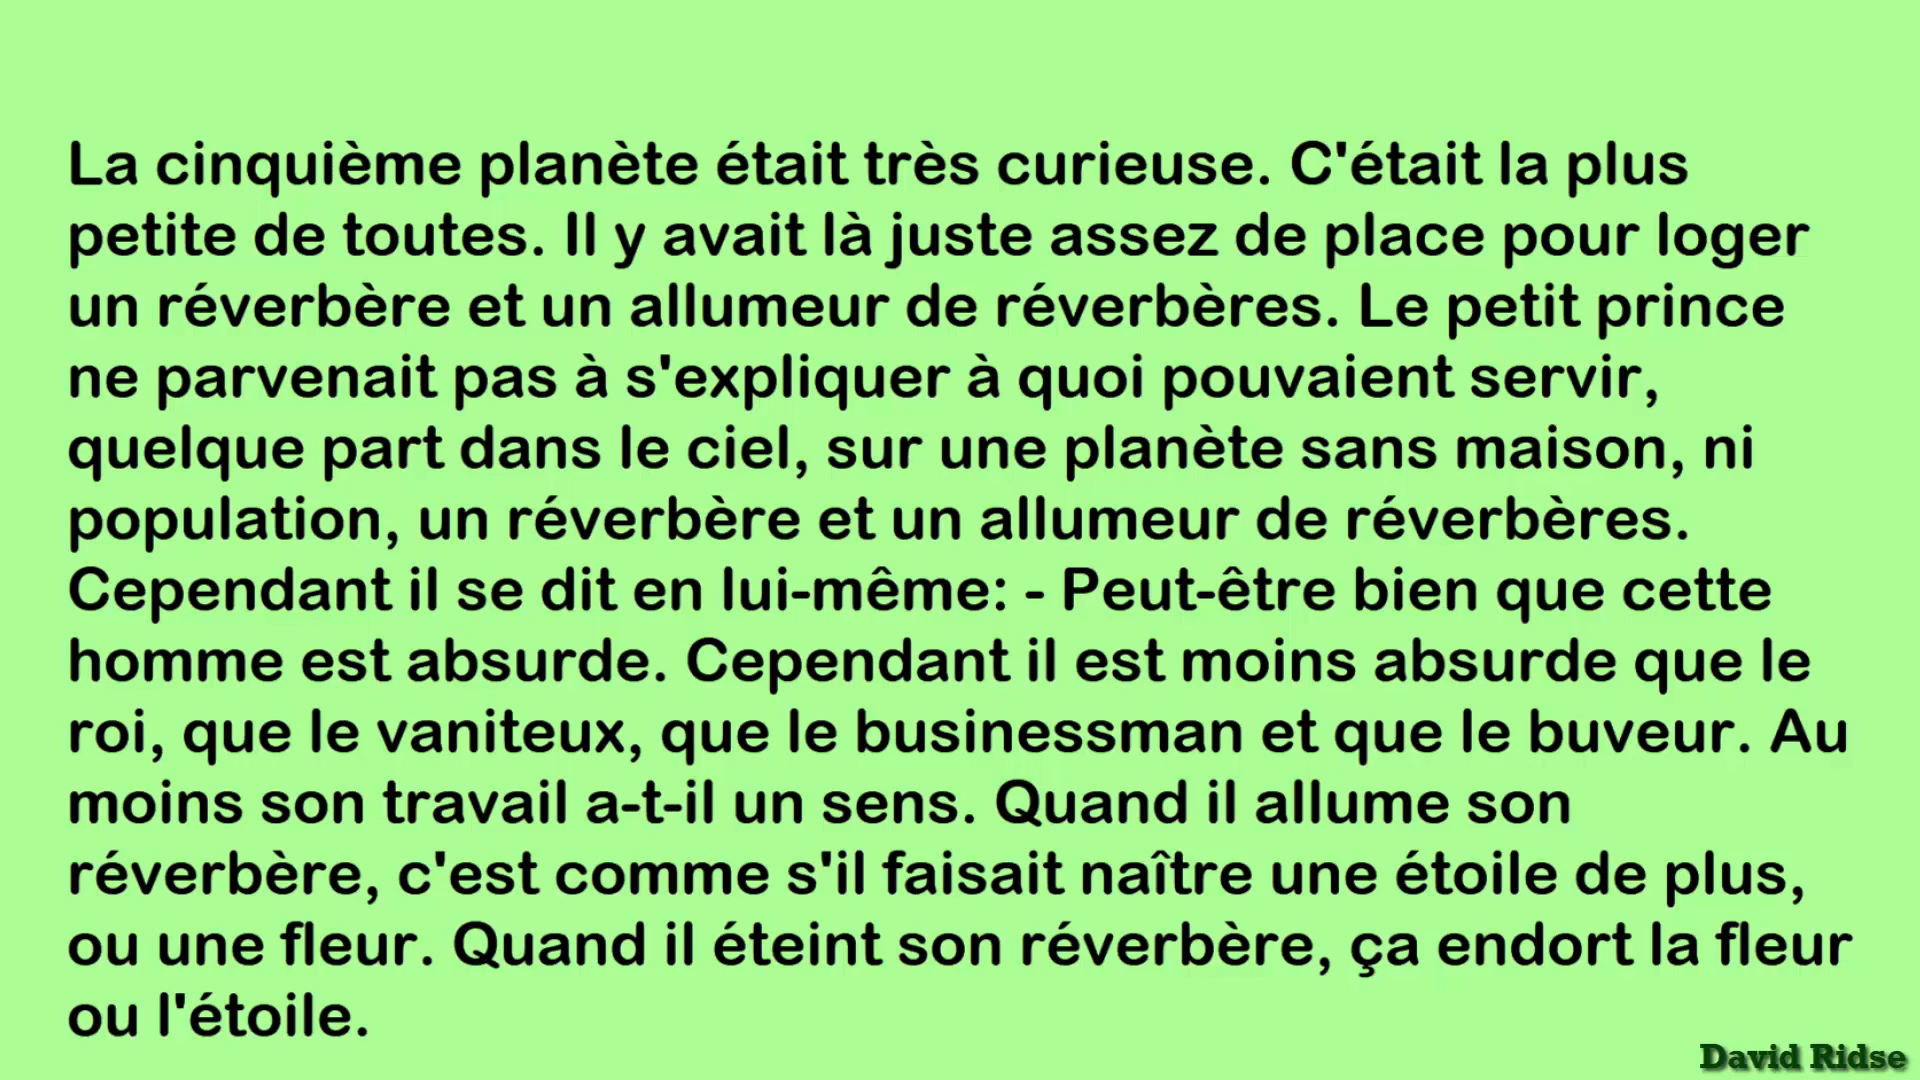 La cinquième planète était très curieuse. C'était la plus
petite de toutes. Il y avait là juste assez de place pour loger
un réverbère et un allumeur de réverbères. Le petit prince
ne parvenait pas à s'expliquer à quoi pouvaient servir,
quelque part dans le ciel, sur une planète sans maison, ni
population, un réverbère et un allumeur de réverbères.
Cependant il se dit en lui-même: - Peut-être bien que cette
homme est absurde. Cependant il est moins absurde que le
roi, que le vaniteux, que le businessman et que le buveur. Au
moins son travail a-t-il un sens. Quand il allume son
réverbère, c'est comme s'il faisait naître une étoile de plus,
ou une fleur. Quand il éteint son réverbère, ça endort la fleur
ou l'étoile.
David Ridse